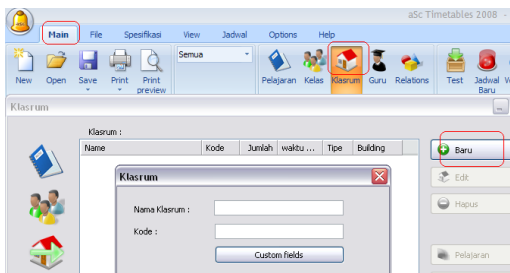 aSc Timetables 2008 -
Main File Spesifikasi View Jadwal Options Help
Semua
New Open Save Print Print preview Pelajaran Kelas Klasrum Guru Relations Test Jadwal Baru
Klasrum
Klasrum :
Name Kode Jumlah waktu ... Tipe Building
Baru
Klasrum
Edit
Nama Klasrum :
Hapus
Kode :
Custom fields
Pelajaran